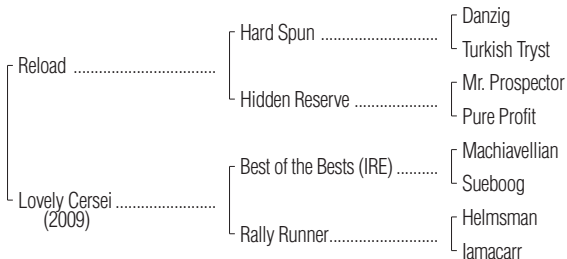 Danzig
Hard Spun
Turkish Tryst
Reload
Mr. Prospector
Hidden Reserve
Pure Profit
Machiavellian
Best of the Bests (IRE)
Sueboog
Lovely Cersei
(2009)
Helmsman
Rally Runner
Iamacarr